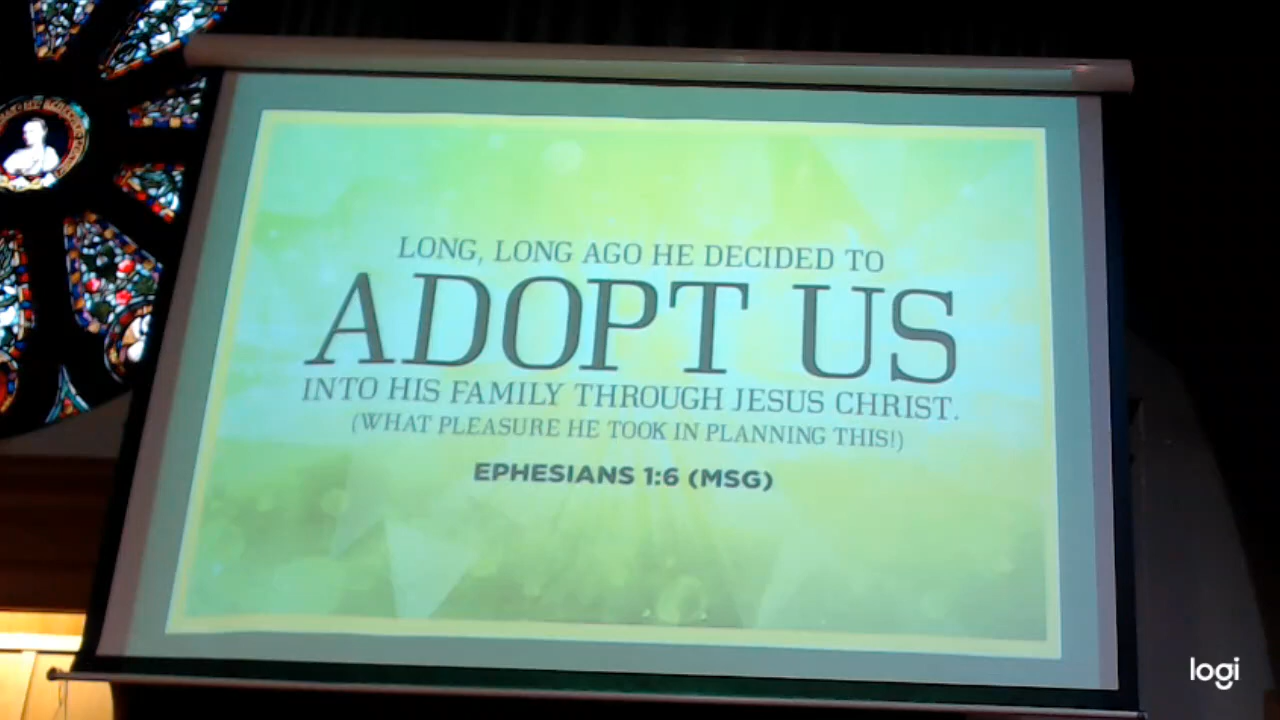 LONG, LONG AGO HE DECIDED TO
ADOPT US
INTO HIS FAMILY THROUGH JESUS CHRIST.
(WHAT PLEASURE HE TOOK IN PLANNING THIS!)
EPHESIANS 1:6 (MSG)
logi